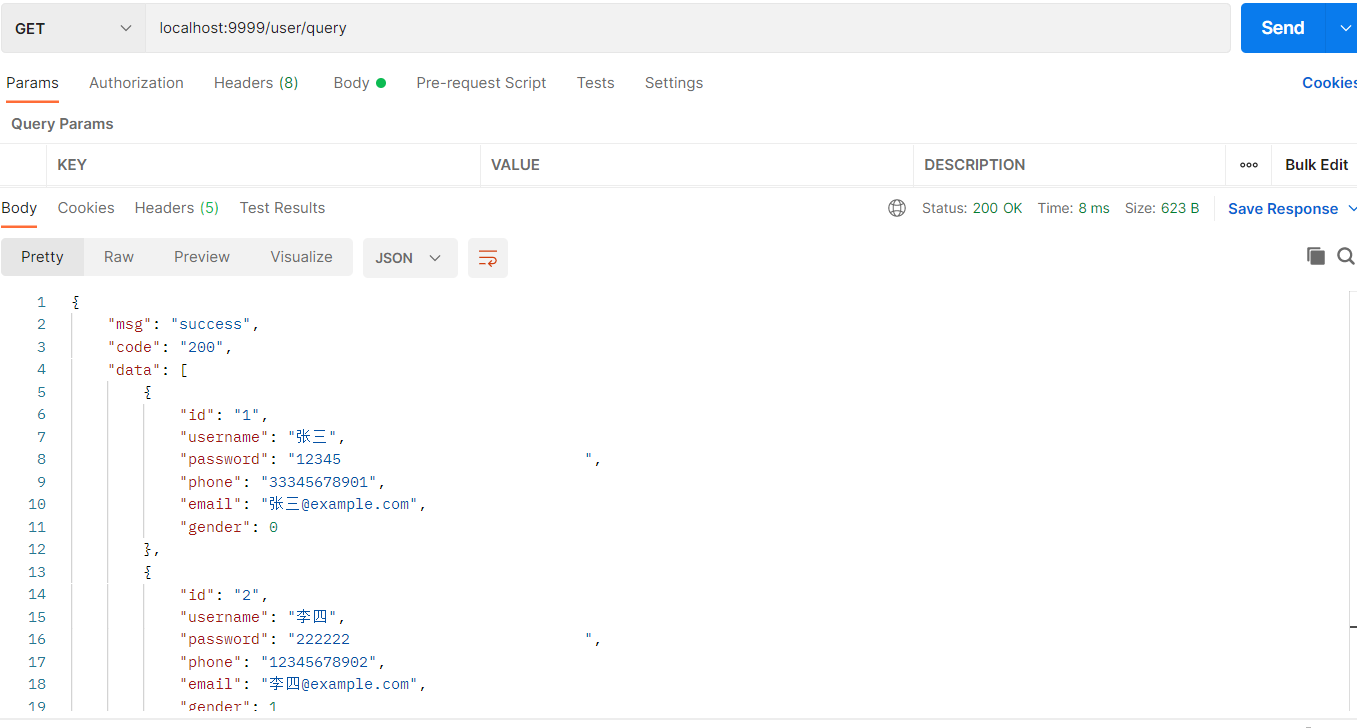 GET localhost:9999/user/query Send
Params Authorization Headers (8) Body Pre-request Script Tests Settings Cookies
Query Params
KEY VALUE DESCRIPTION ooo Bulk Edit
Body Cookies Headers (5) Test Results Status: 200 OK Time: 8 ms Size: 623 B Save Response
Pretty Raw Preview Visualize JSON
1 {
2 "msg": "success",
3 "code": "200",
4 "data": [
5 {
6 "id": "1",
7 "username": "张三",
8 "password": "12345                           ",
9 "phone": "33345678901",
10 "email": "张三@example.com",
11 "gender": 0
12 },
13 {
14 "id": "2",
15 "username": "李四",
16 "password": "222222                          ",
17 "phone": "12345678902",
18 "email": "李四@example.com",
19 "gender": 1